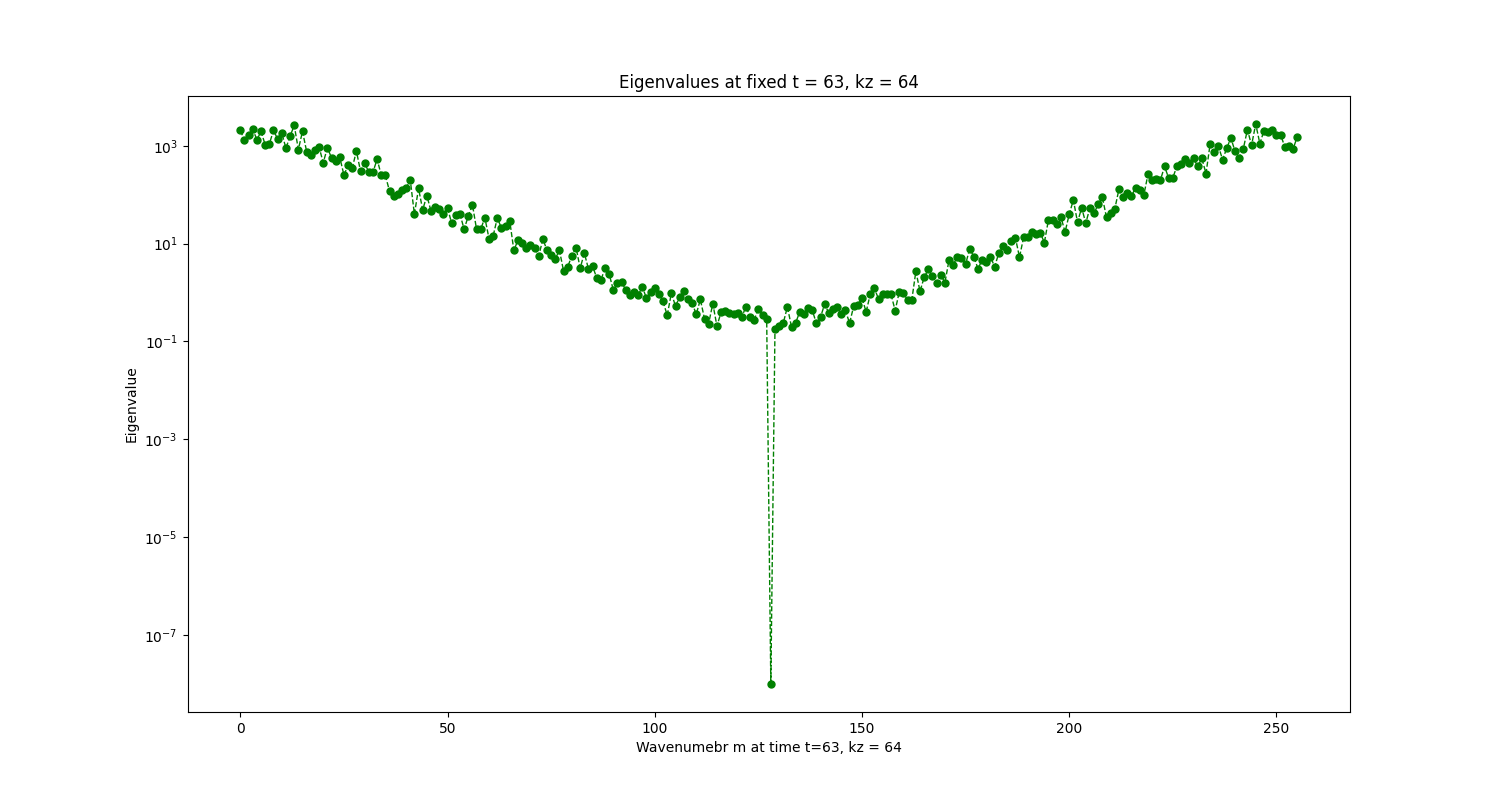 Eigenvalues at fixed t = 63, kz = 64
Eigenvalue
10³
10¹
10⁻¹
10⁻³
10⁻⁵
10⁻⁷
0 50 100 150 200 250
Wavenumebr m at time t=63, kz = 64